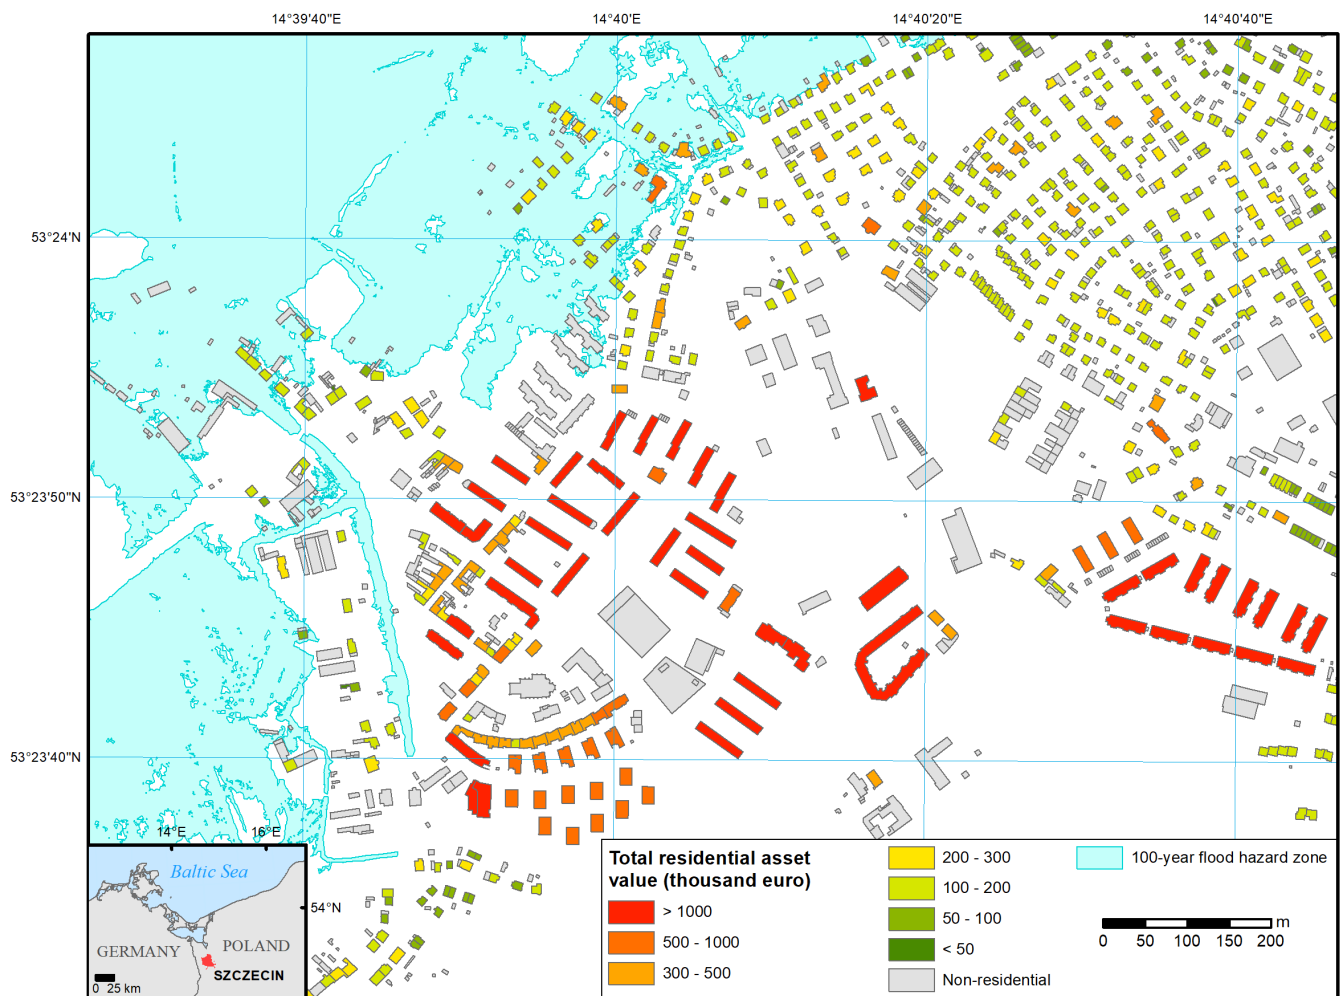 14°39'40"E 14°40'E 14°40'20"E 14°40'40"E
53°24'N
53°23'50"N
53°23'40"N
14°E 16°E
Baltic Sea
54°N
GERMANY POLAND
SZCZECIN
0 25 km
Total residential asset
value (thousand euro)
> 1000
500 - 1000
300 - 500
200 - 300
100 - 200
50 - 100
< 50
Non-residential
100-year flood hazard zone
m
0 50 100 150 200